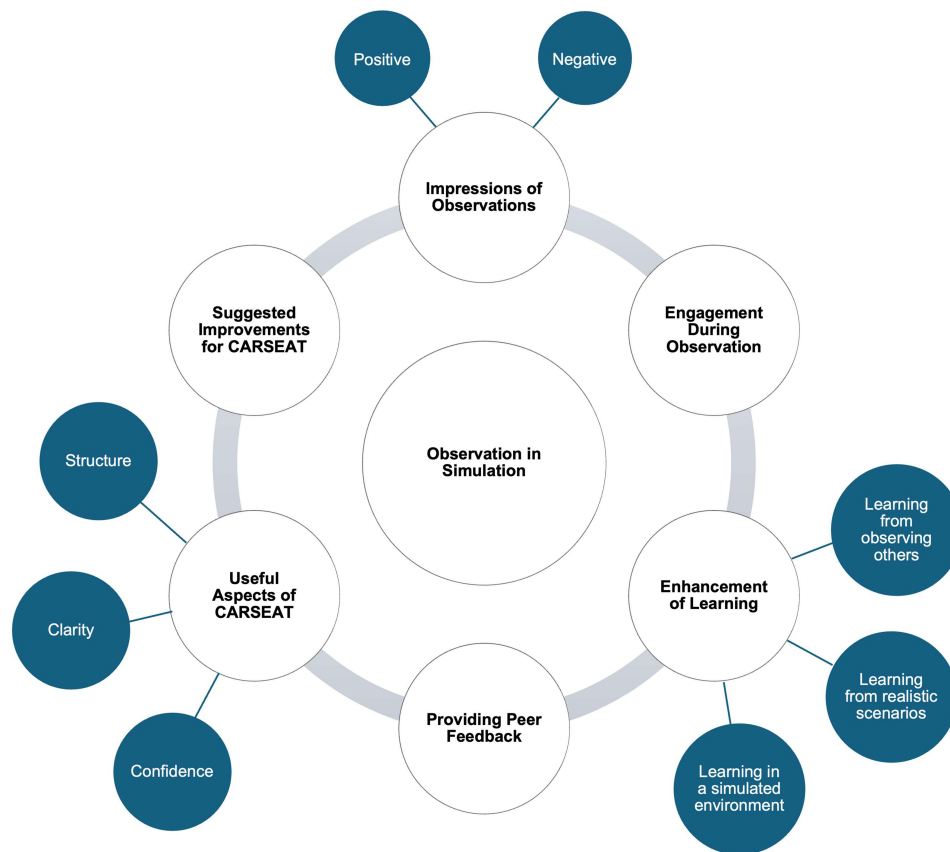 Positive
Negative
Impressions of
Observations
Suggested
Improvements
for CARSEAT
Engagement
During
Observation
Observation in
Simulation
Structure
Learning
from
observing
others
Useful
Aspects of
CARSEAT
Enhancement
of Learning
Clarity
Learning
from realistic
scenarios
Providing Peer
Feedback
Confidence
Learning in
a simulated
environment